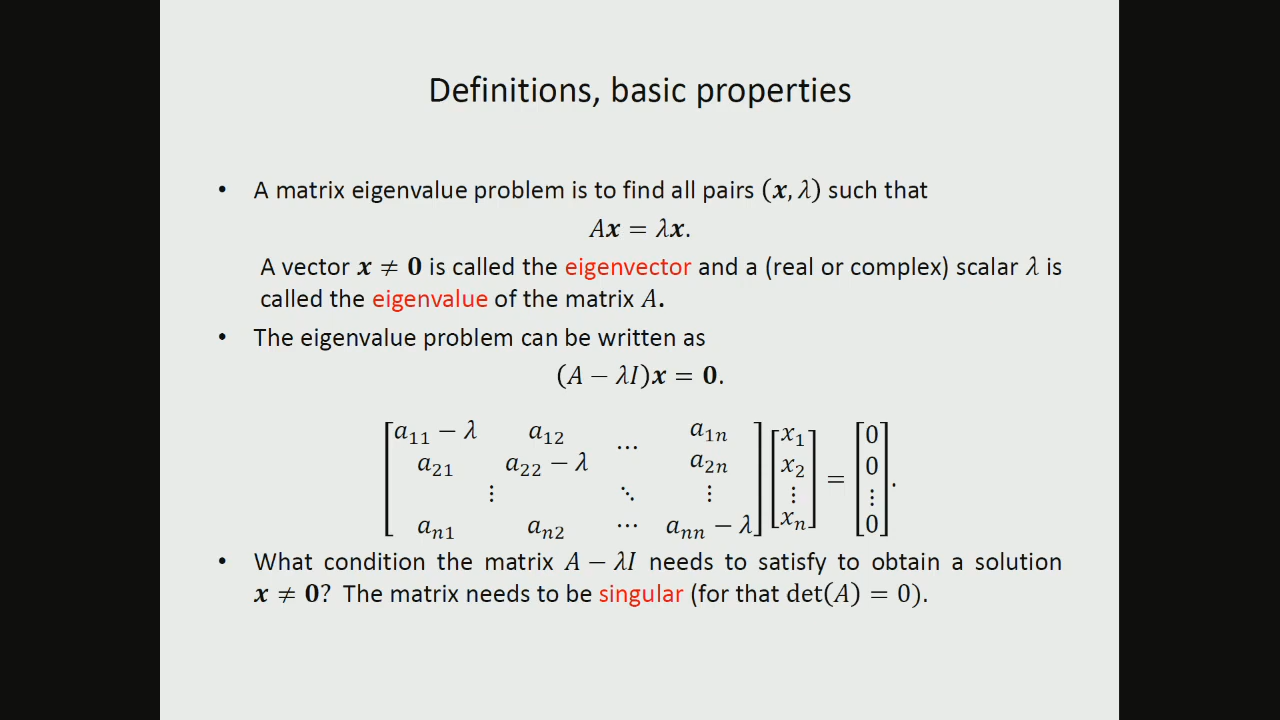 Definitions, basic properties
• A matrix eigenvalue problem is to find all pairs (x, λ) such that
Ax = λx.
A vector x ≠ 0 is called the eigenvector and a (real or complex) scalar λ is
called the eigenvalue of the matrix A.
• The eigenvalue problem can be written as
(A − λI)x = 0.
[a₁₁ − λ a₁₂ ⋯ a₁ₙ] [x₁] = [0]
[a₂₁ a₂₂ − λ a₂ₙ] [x₂] [0]
[⋮ ⋱ ⋮] [⋮] [⋮]
[aₙ₁ aₙ₂ ⋯ aₙₙ − λ] [xₙ] [0].
• What condition the matrix A − λI needs to satisfy to obtain a solution
x ≠ 0? The matrix needs to be singular (for that det(A) = 0).